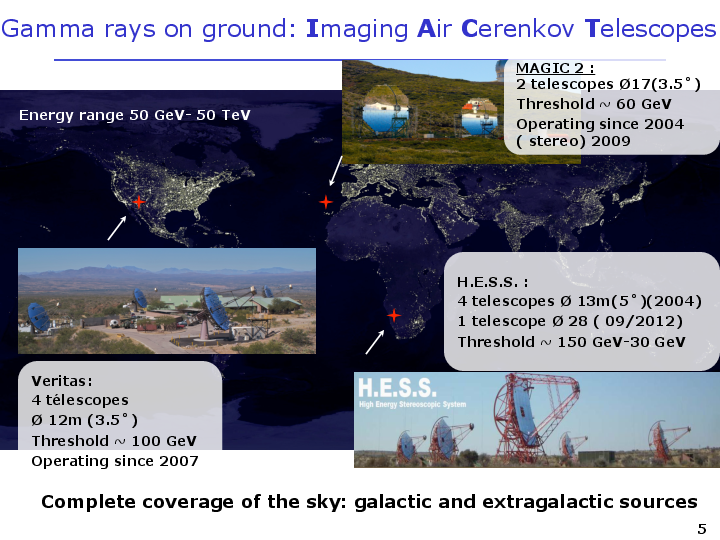 Gamma rays on ground: Imaging Air Cerenkov Telescopes
MAGIC 2 :
2 telescopes Ø17(3.5˚)
Threshold ~ 60 GeV
Operating since 2004
( stereo) 2009
Energy range 50 GeV- 50 TeV
H.E.S.S. :
4 telescopes Ø 13m(5˚)(2004)
1 telescope Ø 28 ( 09/2012)
Threshold ~ 150 GeV-30 GeV
Veritas:
4 télescopes
Ø 12m (3.5˚)
Threshold ~ 100 GeV
Operating since 2007
H.E.S.S.
High Energy Stereoscopic System
Complete coverage of the sky: galactic and extragalactic sources
5